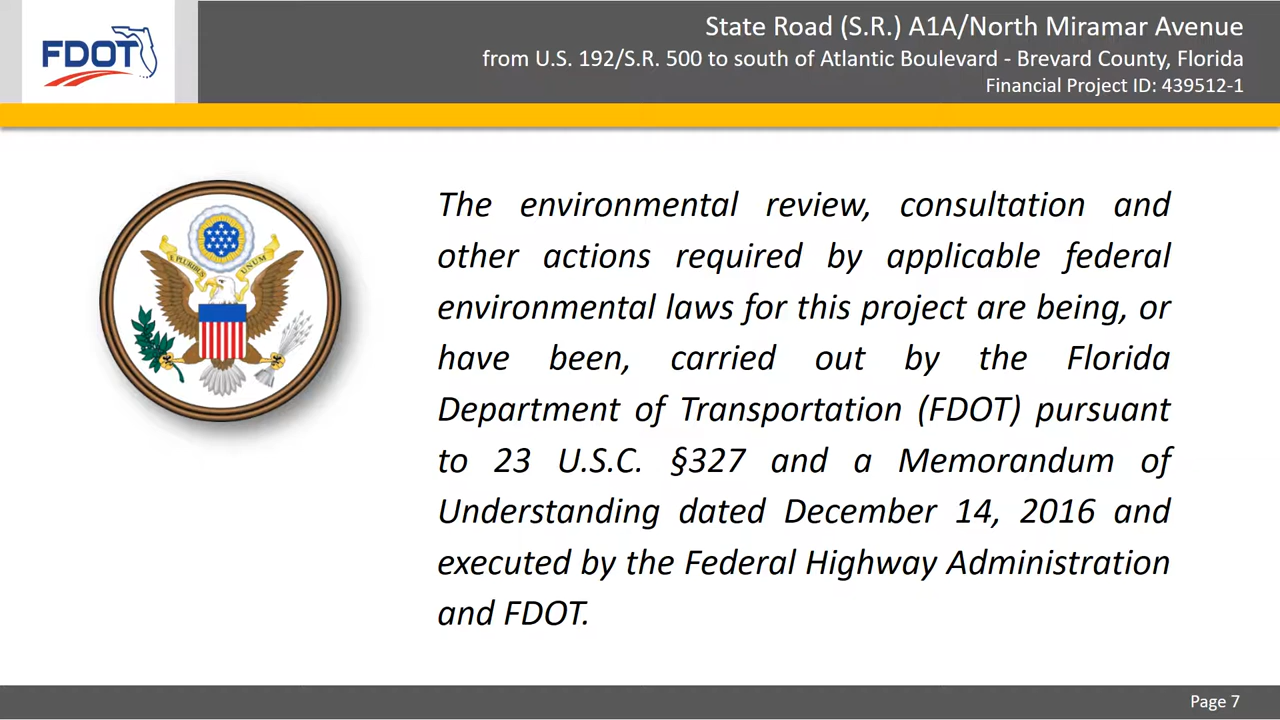 FDOT
State Road (S.R.) A1A/North Miramar Avenue
from U.S. 192/S.R. 500 to south of Atlantic Boulevard - Brevard County, Florida
Financial Project ID: 439512-1
E PLURIBUS UNUM
The environmental review, consultation and
other actions required by applicable federal
environmental laws for this project are being, or
have been, carried out by the Florida
Department of Transportation (FDOT) pursuant
to 23 U.S.C. §327 and a Memorandum of
Understanding dated December 14, 2016 and
executed by the Federal Highway Administration
and FDOT.
Page 7